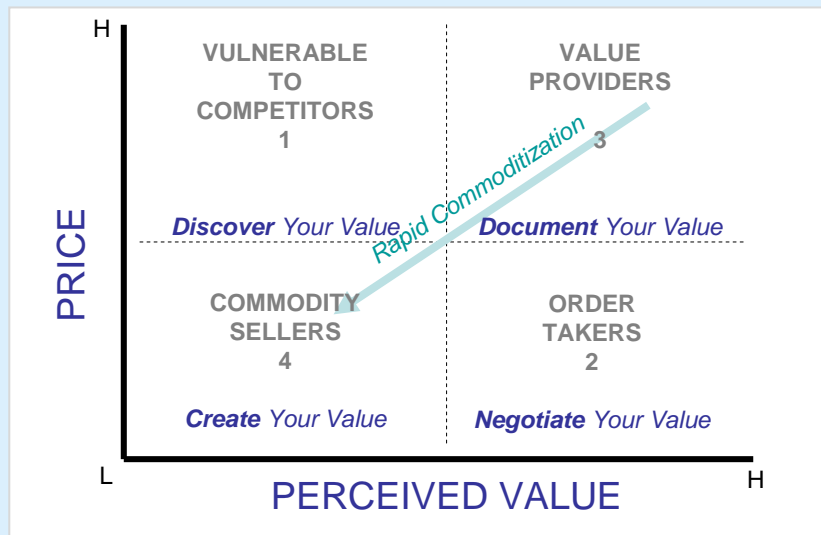 H
VULNERABLE
TO
COMPETITORS
1
Discover Your Value
VALUE
PROVIDERS
3
Document Your Value
Rapid Commoditization
PRICE
COMMODITY
SELLERS
4
Create Your Value
ORDER
TAKERS
2
Negotiate Your Value
L
H
PERCEIVED VALUE